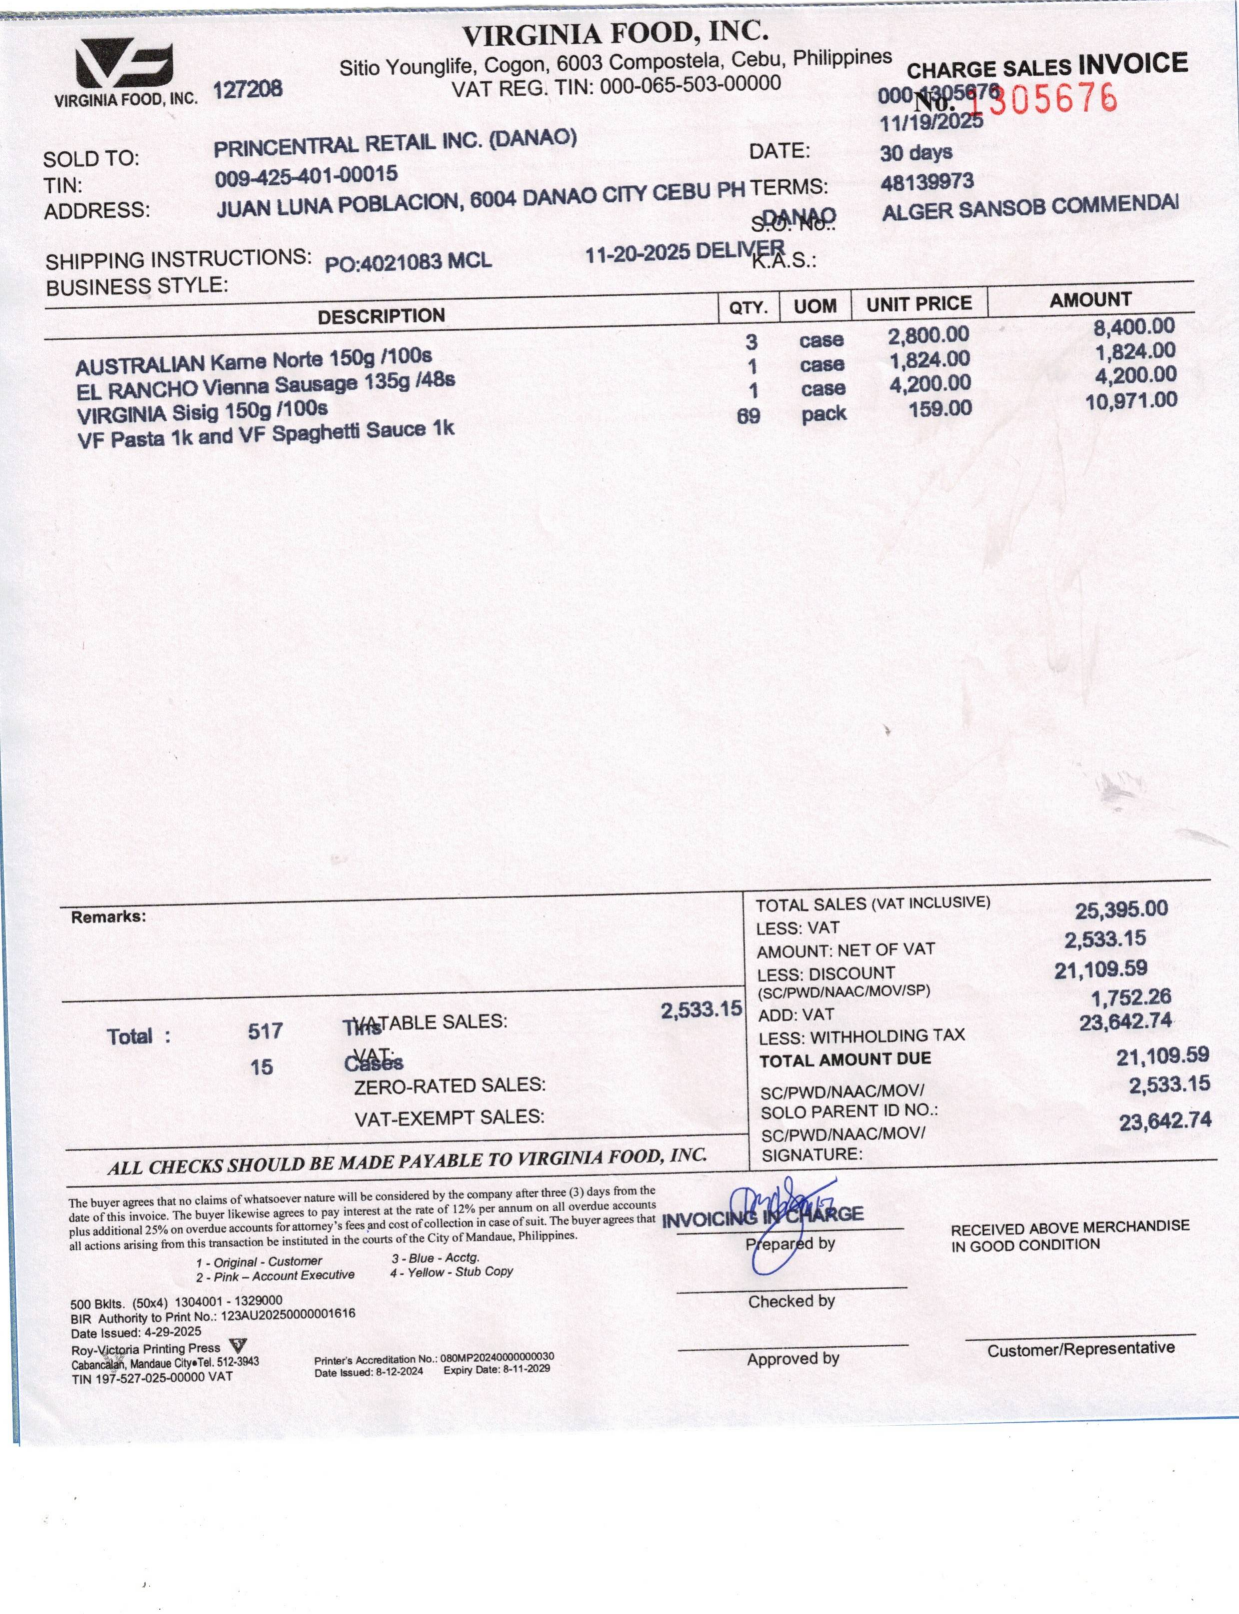 VIRGINIA FOOD, INC.
Sitio Younglife, Cogon, 6003 Compostela, Cebu, Philippines
VAT REG. TIN: 000-065-503-00000
VF
VIRGINIA FOOD, INC. 127208
CHARGE SALES INVOICE
000-1305676
No. 1305676
11/19/2025
SOLD TO: PRINCENTRAL RETAIL INC. (DANAO) DATE: 30 days
TIN: 009-425-401-00015 TERMS: 48139973
ADDRESS: JUAN LUNA POBLACION, 6004 DANAO CITY CEBU PH
DANAO S.O. No.: ALGER SANSOB COMMENDAI
SHIPPING INSTRUCTIONS: PO:4021083 MCL 11-20-2025 DELIVER K.A.S.:
BUSINESS STYLE:
DESCRIPTION QTY. UOM UNIT PRICE AMOUNT
AUSTRALIAN Karne Norte 150g /100s 3 case 2,800.00 8,400.00
EL RANCHO Vienna Sausage 135g /48s 1 case 1,824.00 1,824.00
VIRGINIA Sisig 150g /100s 1 case 4,200.00 4,200.00
VF Pasta 1k and VF Spaghetti Sauce 1k 69 pack 159.00 10,971.00
Remarks:
TOTAL SALES (VAT INCLUSIVE) 25,395.00
LESS: VAT 2,533.15
AMOUNT: NET OF VAT 21,109.59
LESS: DISCOUNT
(SC/PWD/NAAC/MOV/SP) 1,752.26
ADD: VAT 23,642.74
LESS: WITHHOLDING TAX
TOTAL AMOUNT DUE 21,109.59
SC/PWD/NAAC/MOV/ 2,533.15
SOLO PARENT ID NO.:
SC/PWD/NAAC/MOV/ 23,642.74
SIGNATURE:
Total : 517 Tins VATABLE SALES: 2,533.15
15 Cases VAT:
ZERO-RATED SALES:
VAT-EXEMPT SALES:
ALL CHECKS SHOULD BE MADE PAYABLE TO VIRGINIA FOOD, INC.
The buyer agrees that no claims of whatsoever nature will be considered by the company after three (3) days from the
date of this invoice. The buyer likewise agrees to pay interest at the rate of 12% per annum on all overdue accounts
plus additional 25% on overdue accounts for attorney's fees and cost of collection in case of suit. The buyer agrees that
all actions arising from this transaction be instituted in the courts of the City of Mandaue, Philippines.
1 - Original - Customer 3 - Blue - Acctg.
2 - Pink – Account Executive 4 - Yellow - Stub Copy
500 Bklts. (50x4) 1304001 - 1329000
BIR Authority to Print No.: 123AU20250000001616
Date Issued: 4-29-2025
Roy-Victoria Printing Press
Cabancalan, Mandaue City•Tel. 512-3943
TIN 197-527-025-00000 VAT
Printer's Accreditation No.: 080MP20240000000030
Date Issued: 8-12-2024 Expiry Date: 8-11-2029
INVOICING IN CHARGE
Prepared by
Checked by
Approved by
RECEIVED ABOVE MERCHANDISE
IN GOOD CONDITION
Customer/Representative